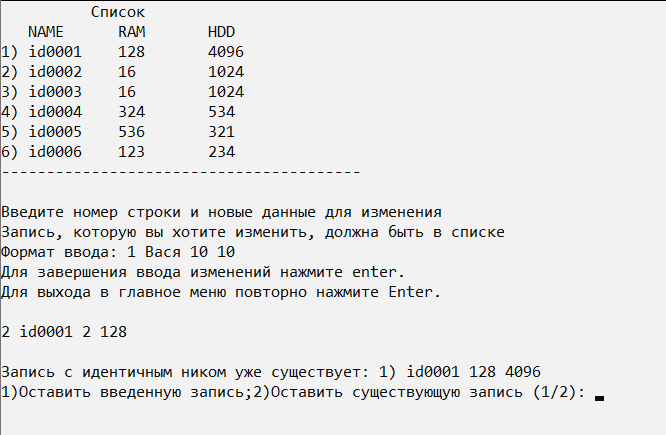 Список
NAME RAM HDD
1) id0001 128 4096
2) id0002 16 1024
3) id0003 16 1024
4) id0004 324 534
5) id0005 536 321
6) id0006 123 234
----------------------------------------
Введите номер строки и новые данные для изменения
Запись, которую вы хотите изменить, должна быть в списке
Формат ввода: 1 Вася 10 10
Для завершения ввода изменений нажмите enter.
Для выхода в главное меню повторно нажмите Enter.
2 id0001 2 128
Запись с идентичным ником уже существует: 1) id0001 128 4096
1)Оставить введенную запись;2)Оставить существующую запись (1/2):